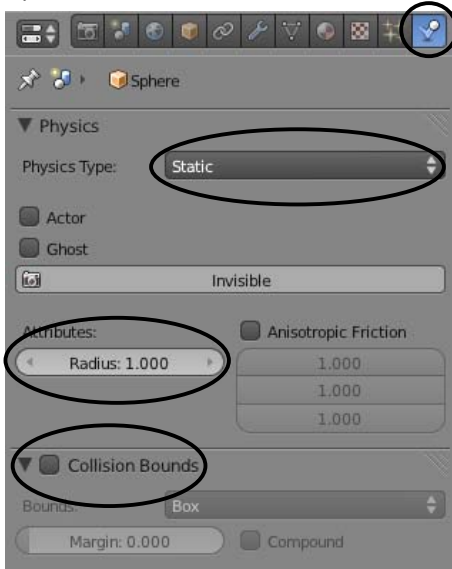 Sphere
Physics
Physics Type: Static
Actor
Ghost
Invisible
Attributes: Anisotropic Friction
Radius: 1.000 1.000
1.000
1.000
Collision Bounds
Bounds: Box
Margin: 0.000 Compound